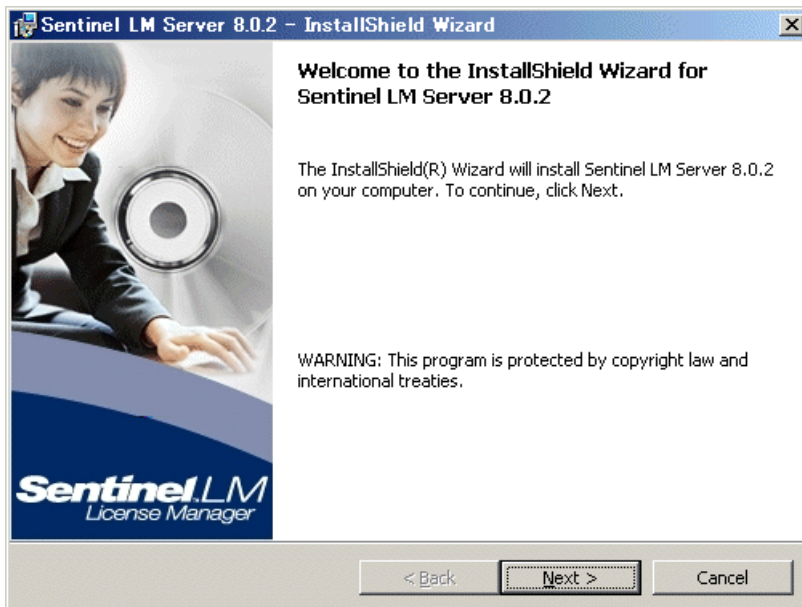 Sentinel LM Server 8.0.2 - InstallShield Wizard
Welcome to the InstallShield Wizard for
Sentinel LM Server 8.0.2
The InstallShield(R) Wizard will install Sentinel LM Server 8.0.2
on your computer. To continue, click Next.
WARNING: This program is protected by copyright law and
international treaties.
Sentinel LM
License Manager
< Back Next > Cancel